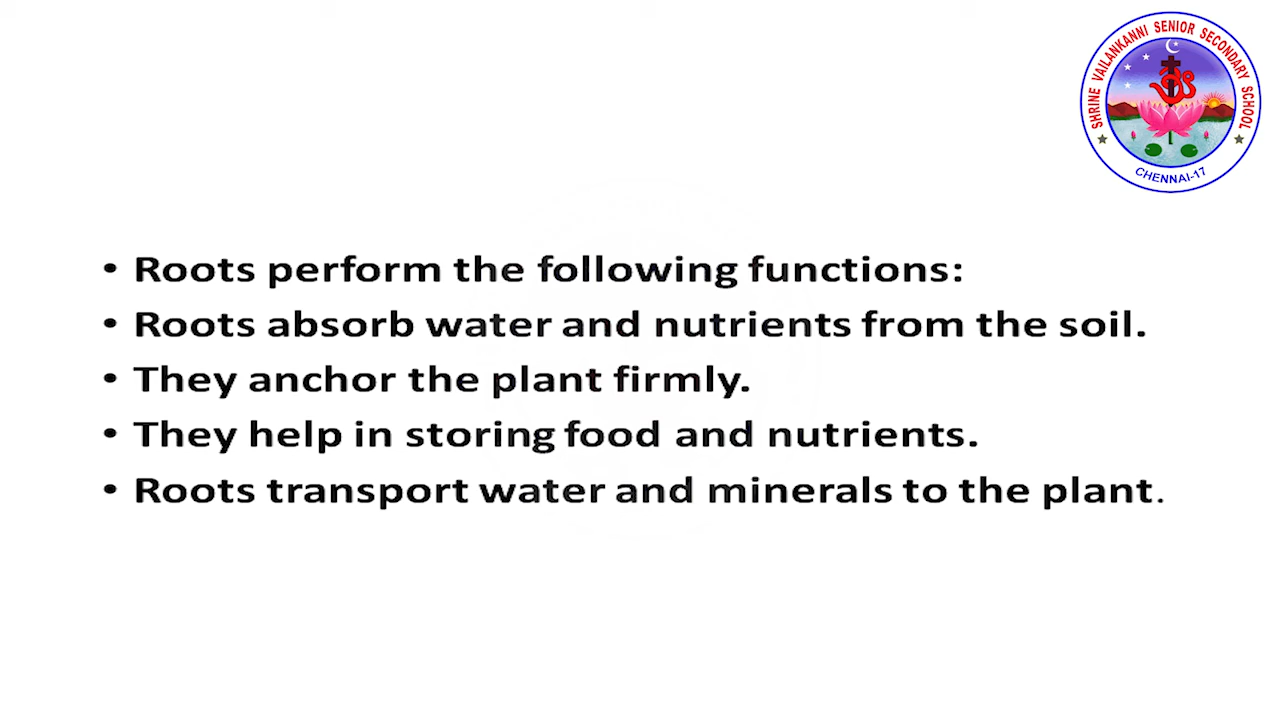 SHRINE VAILANKANNI SENIOR SECONDARY SCHOOL
CHENNAI-17
• Roots perform the following functions:
• Roots absorb water and nutrients from the soil.
• They anchor the plant firmly.
• They help in storing food and nutrients.
• Roots transport water and minerals to the plant.